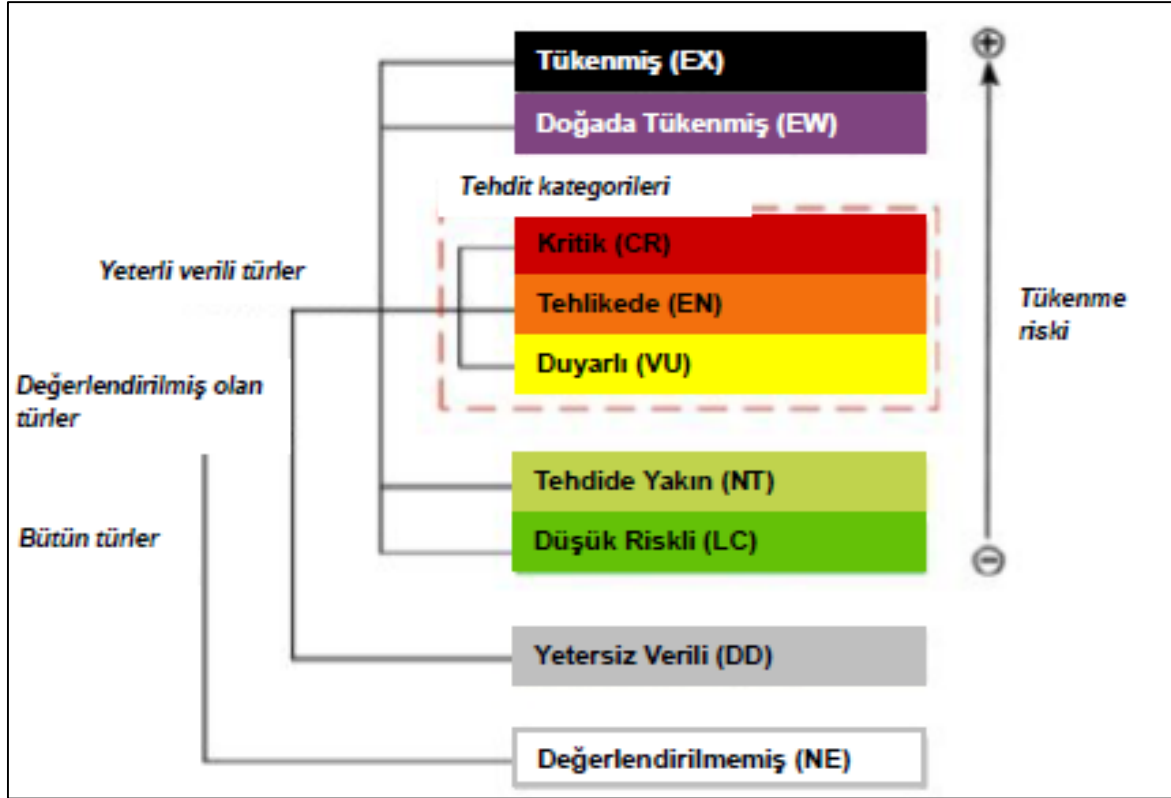 Tükenmiş (EX)
Doğada Tükenmiş (EW)
Tehdit kategorileri
Kritik (CR)
Yeterli verili türler
Tehlikede (EN)
Tükenme
riski
Duyarlı (VU)
Değerlendirilmiş olan
türler
Tehdide Yakın (NT)
Bütün türler
Düşük Riskli (LC)
Yetersiz Verili (DD)
Değerlendirilmemiş (NE)